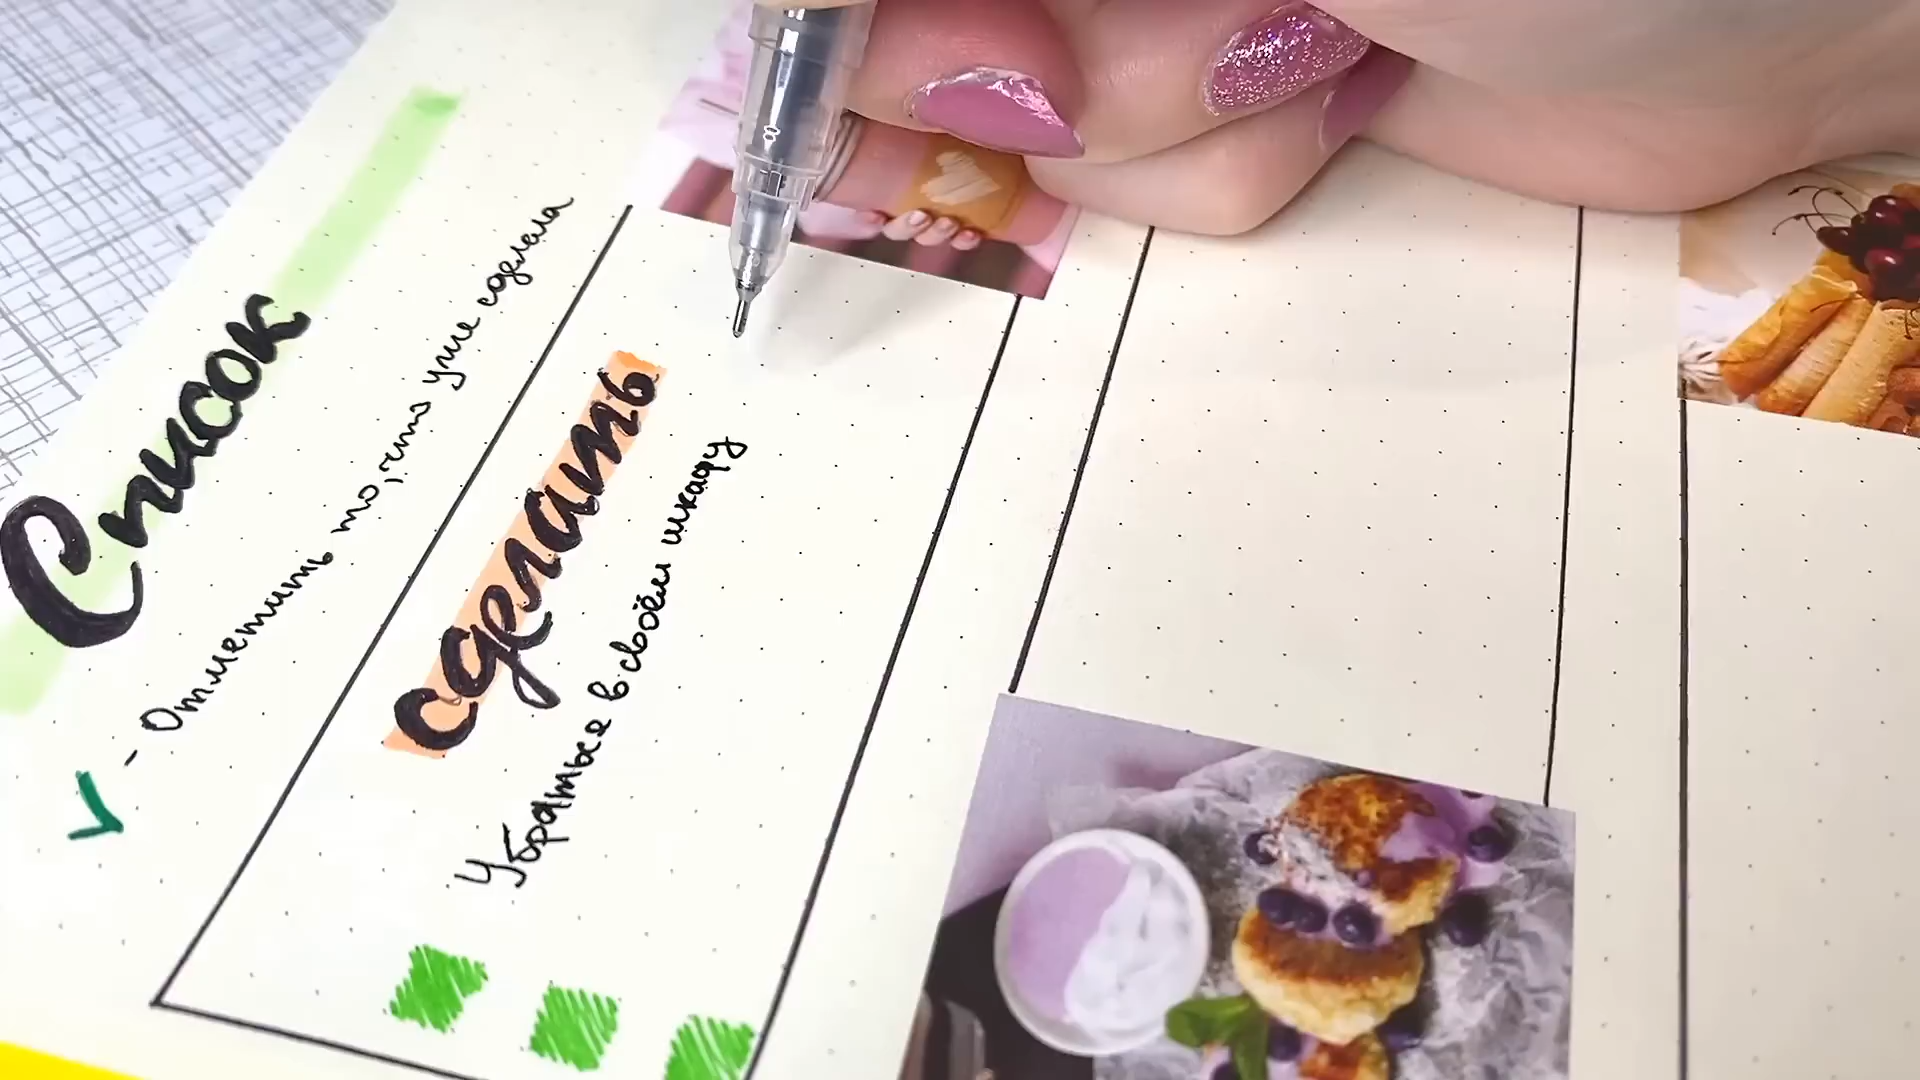 Список
✓ - Отметить то, что уже сделала
сделать
Убраться в своём шкафу